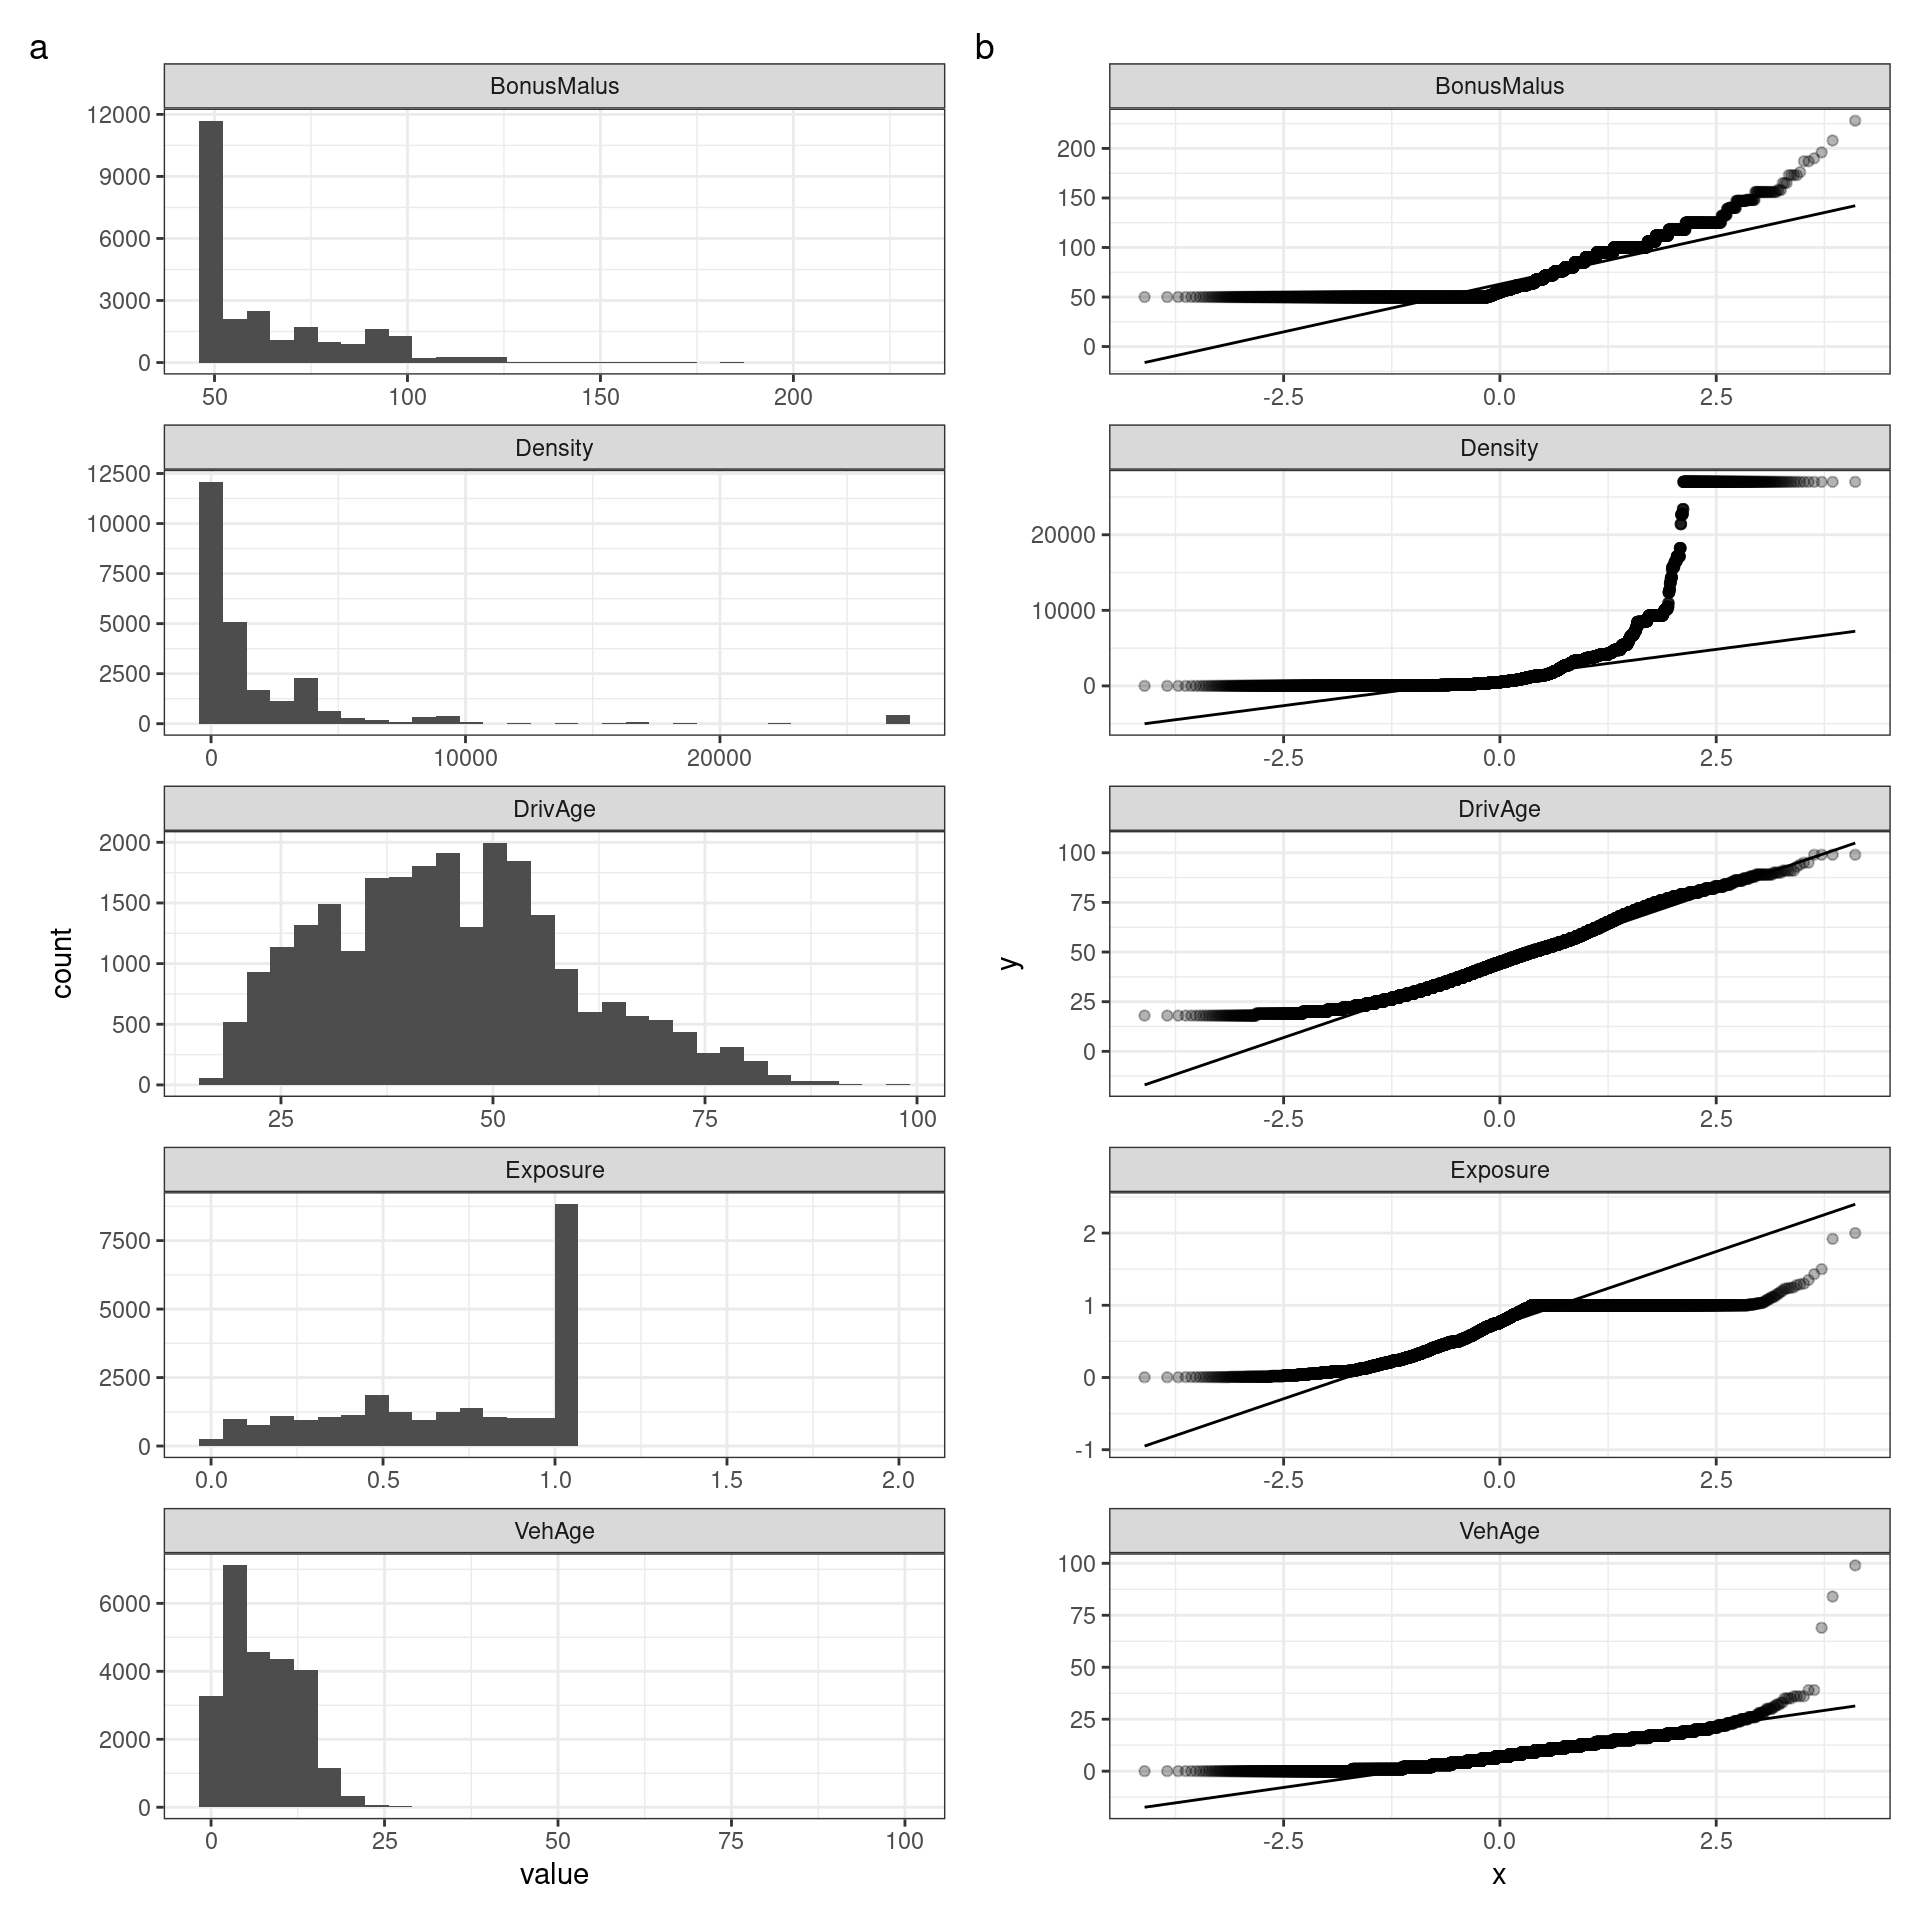 a
BonusMalus
12000
9000
6000
3000
0
50 100 150 200
Density
12500
10000
7500
5000
2500
0
0 10000 20000
DrivAge
2000
1500
1000
500
0
25 50 75 100
Exposure
7500
5000
2500
0
0.0 0.5 1.0 1.5 2.0
VehAge
6000
4000
2000
0
0 25 50 75 100
count
value
b
BonusMalus
200
150
100
50
0
-2.5 0.0 2.5
Density
20000
10000
0
-2.5 0.0 2.5
DrivAge
100
75
50
25
0
-2.5 0.0 2.5
Exposure
2
1
0
-1
-2.5 0.0 2.5
VehAge
100
75
50
25
0
-2.5 0.0 2.5
y
x